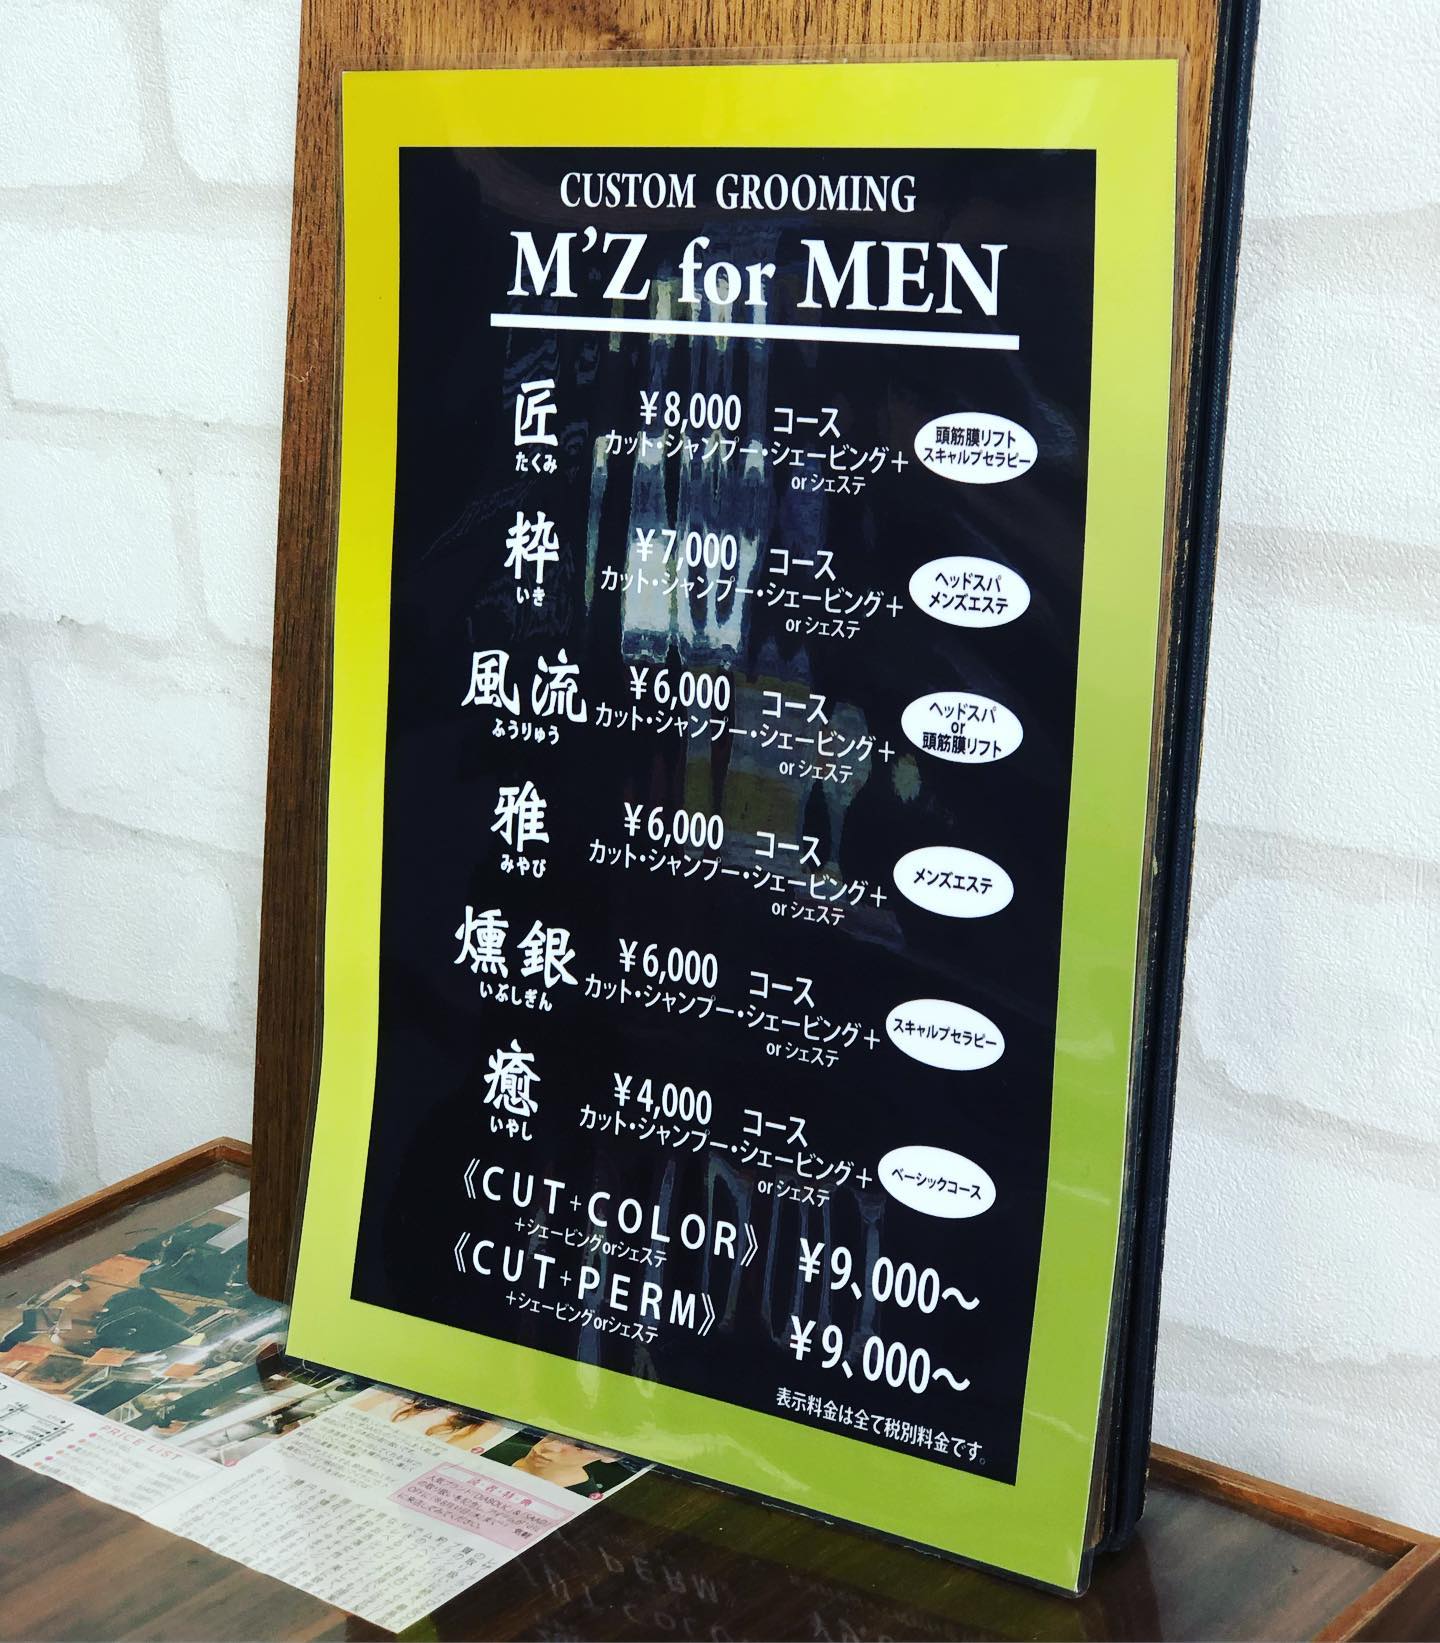 CUSTOM GROOMING
M'Z for MEN
匠 ￥8,000 コース
たくみ カット・シャンプー・シェービング＋
or シェステ
頭筋膜リフト
スキャルプセラピー
粋 ￥7,000 コース
いき カット・シャンプー・シェービング＋
or シェステ
ヘッドスパ
メンズエステ
風流 ￥6,000 コース
ふうりゅう カット・シャンプー・シェービング＋
or シェステ
ヘッドスパ
or
頭筋膜リフト
雅 ￥6,000 コース
みやび カット・シャンプー・シェービング＋
or シェステ
メンズエステ
燻銀 ￥6,000 コース
いぶしぎん カット・シャンプー・シェービング＋
or シェステ
スキャルプセラピー
癒 ￥4,000 コース
いやし カット・シャンプー・シェービング＋
or シェステ
ベーシックコース
《CUT+COLOR》 ￥9、000～
＋シェービングorシェステ
《CUT+PERM》 ￥9、000～
＋シェービングorシェステ
表示料金は全て税別料金です。
PRICE LIST
読者特典